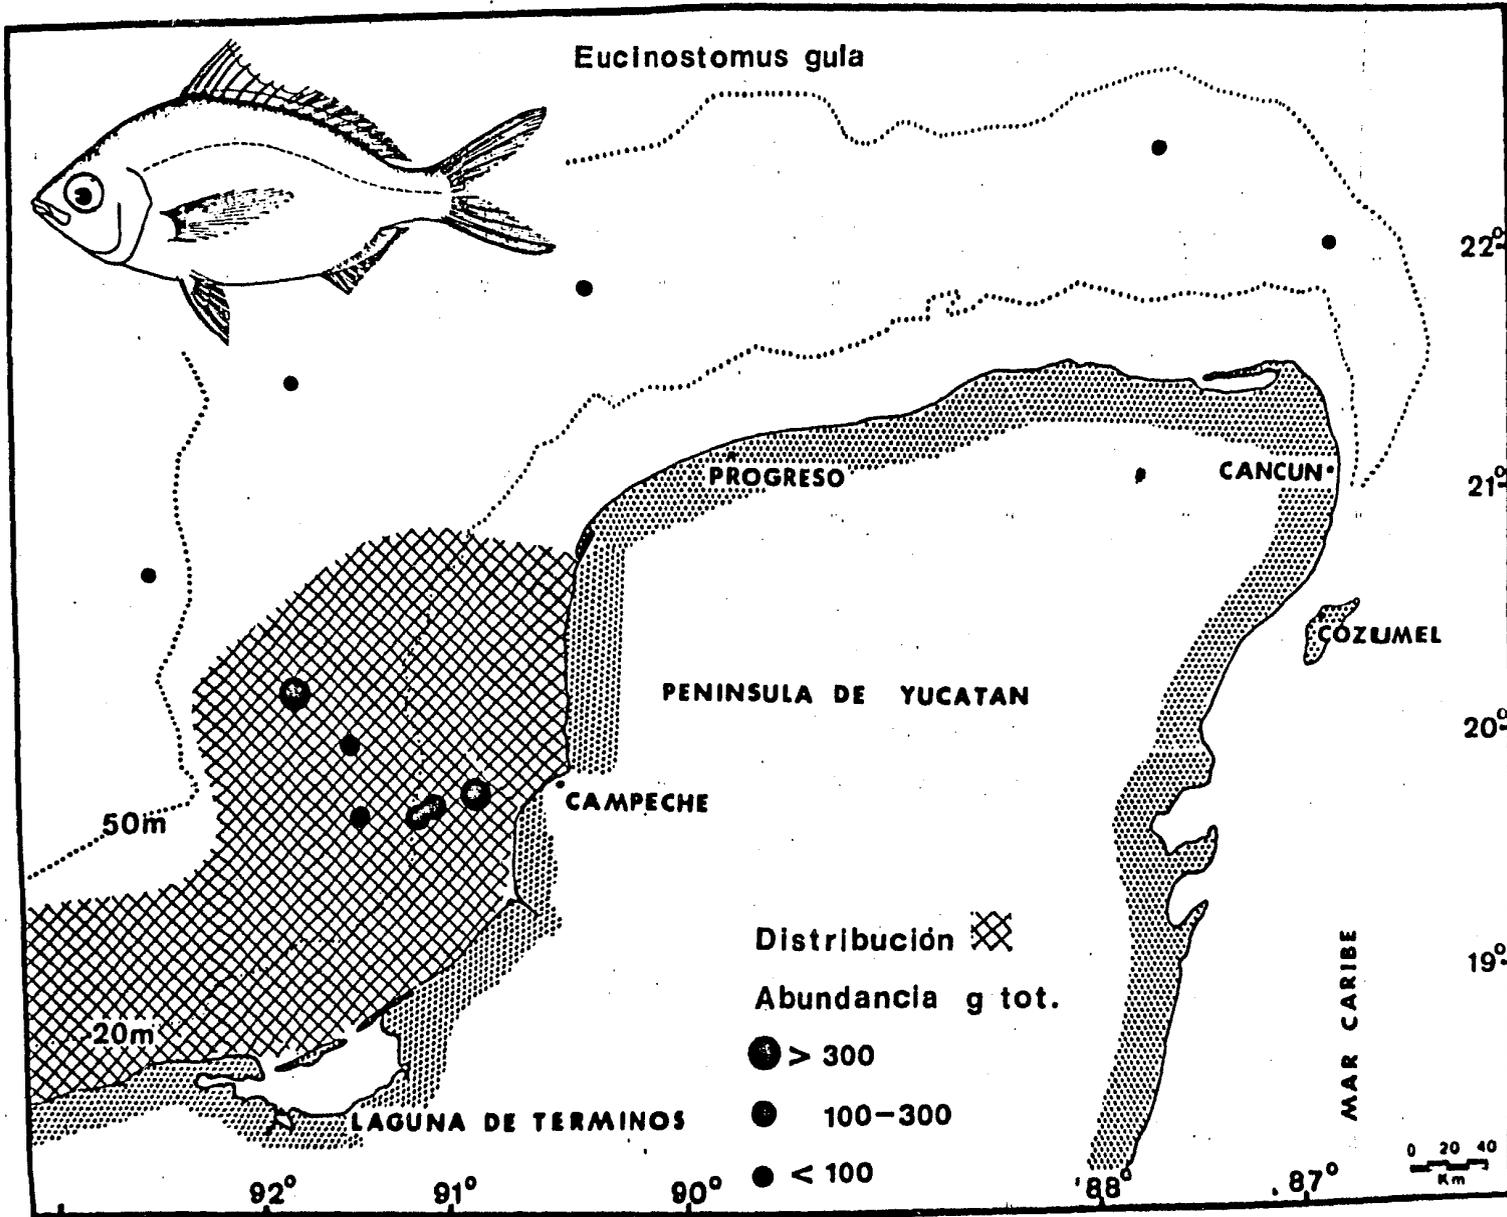 Eucinostomus gula
22°
21°
PROGRESO
CANCUN
COZUMEL
PENINSULA DE YUCATAN
20°
CAMPECHE
50m
Distribución
19°
Abundancia g tot.
20m
> 300
MAR CARIBE
LAGUNA DE TERMINOS
100-300
0 20 40
Km
< 100
92° 91° 90° 88° 87°